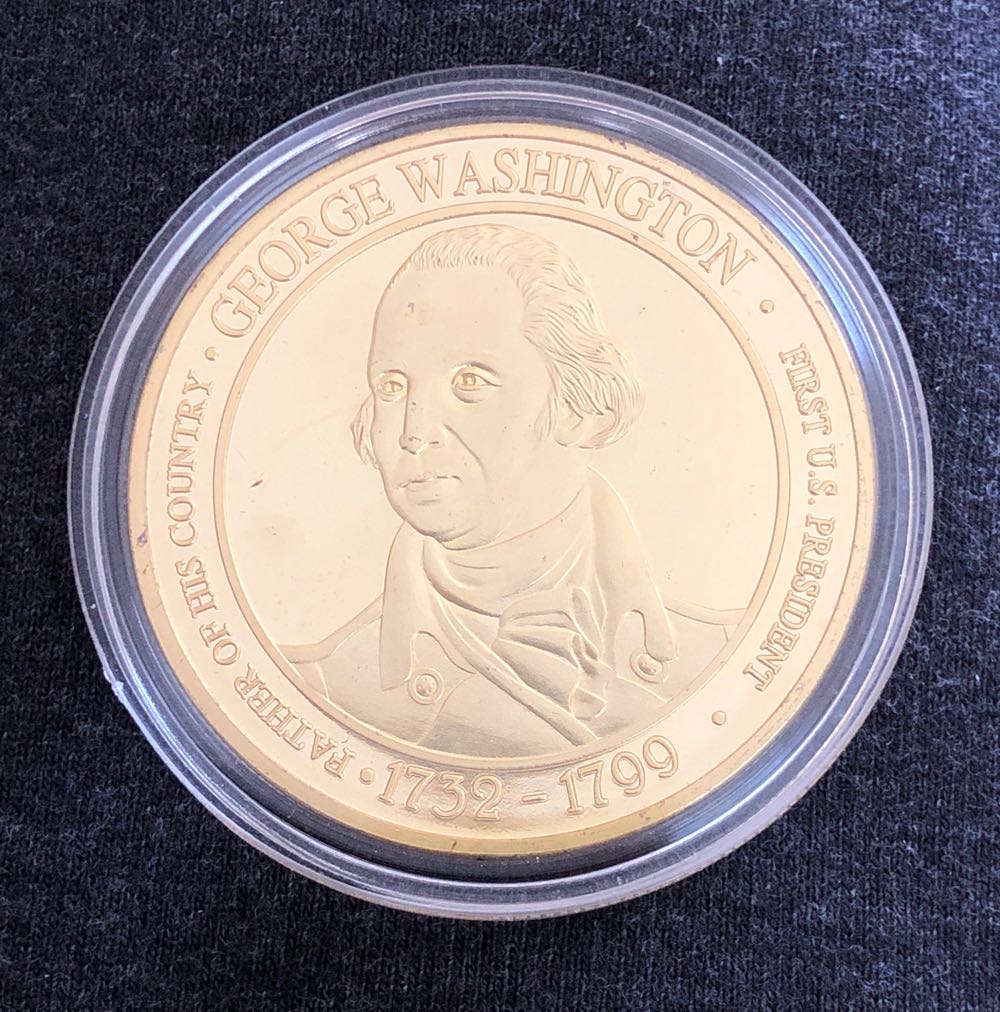 GEORGE WASHINGTON
FIRST U.S. PRESIDENT
1732 - 1799
FATHER OF HIS COUNTRY